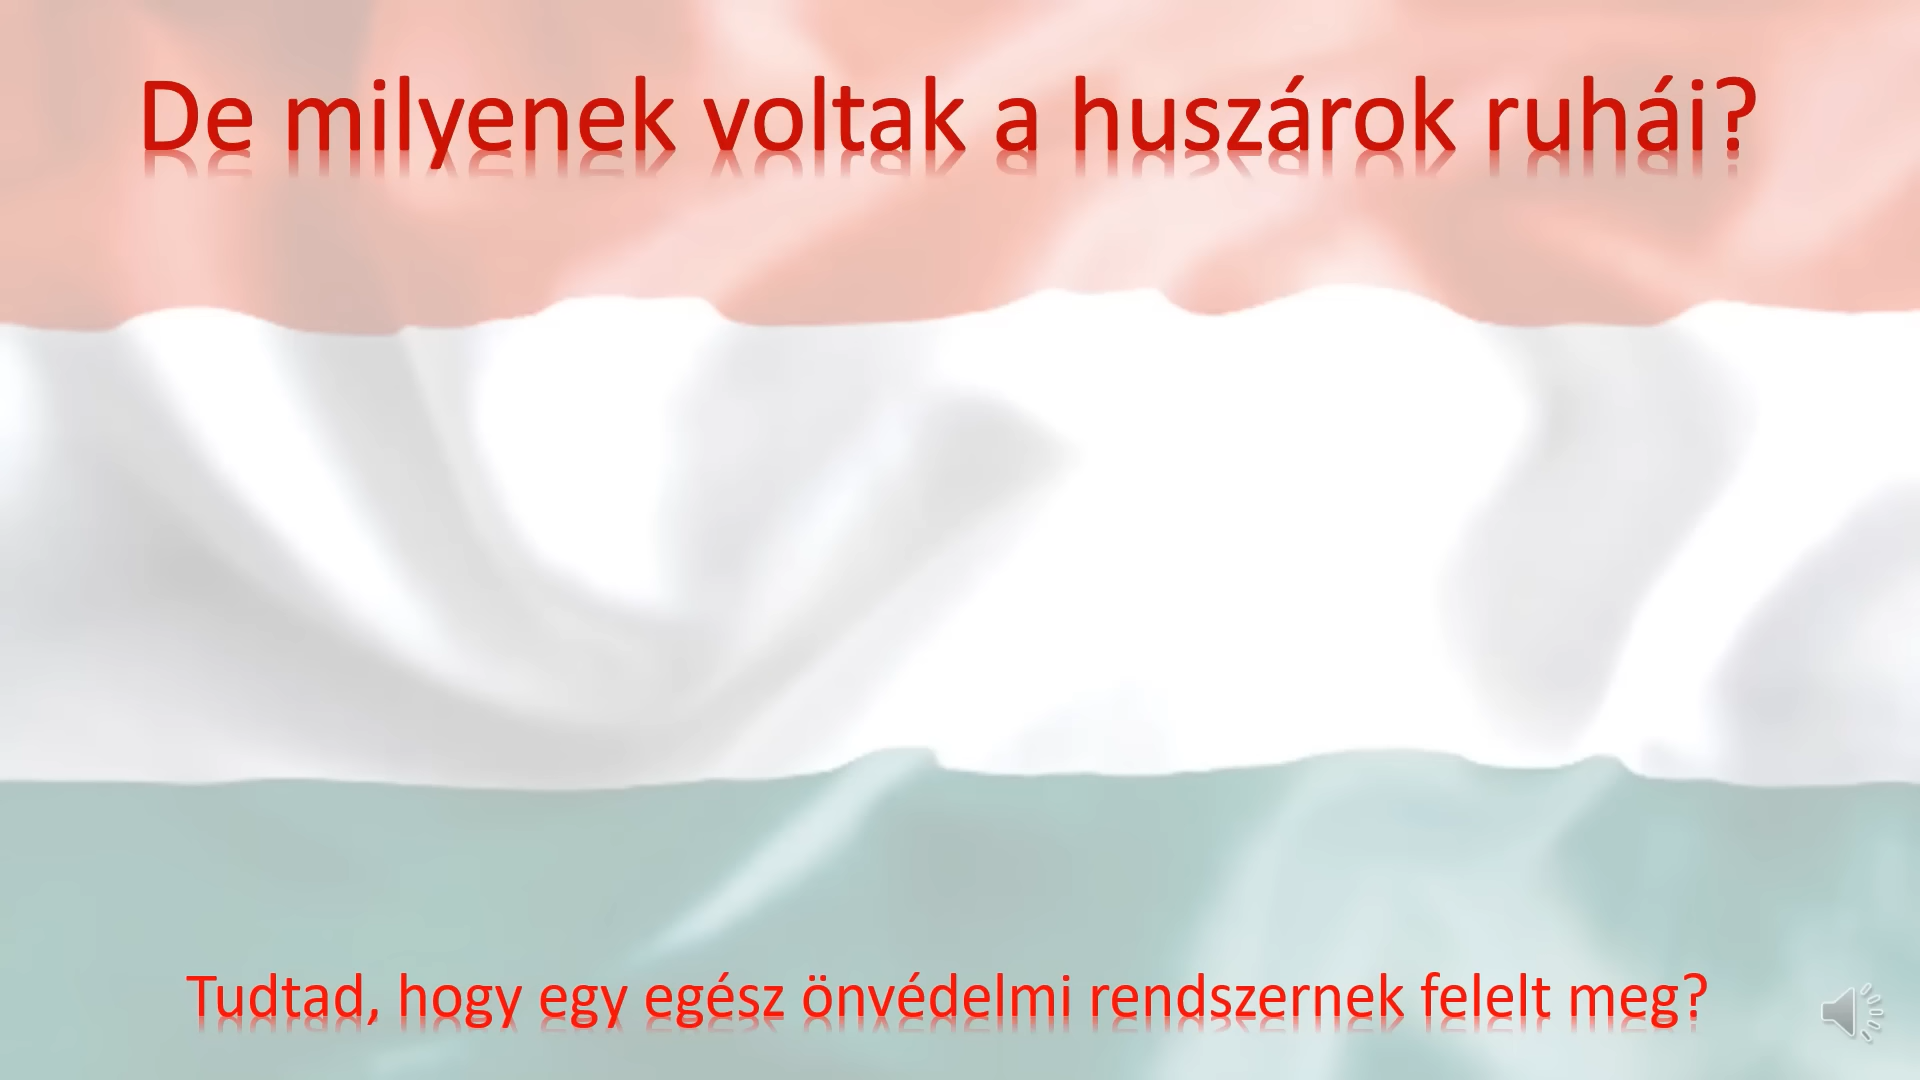 De milyenek voltak a huszárok ruhái?
Tudtad, hogy egy egész önvédelmi rendszernek felelt meg?